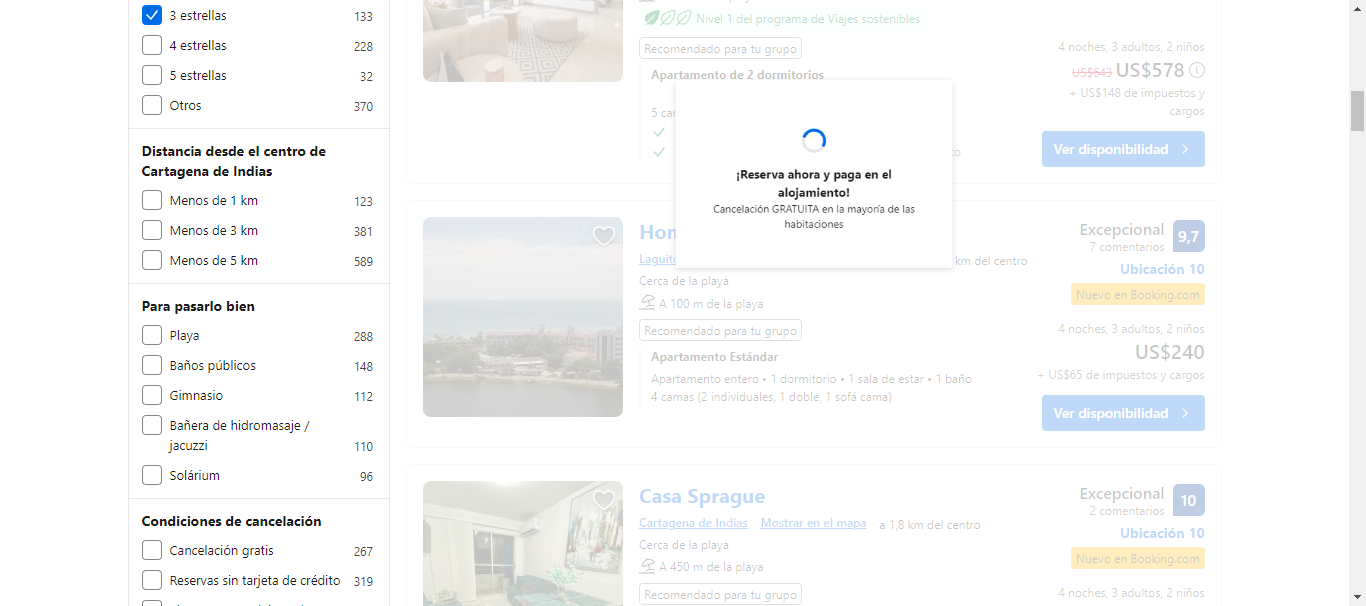 3 estrellas 133
4 estrellas 228
5 estrellas 32
Otros 370
Distancia desde el centro de
Cartagena de Indias
Menos de 1 km 123
Menos de 3 km 381
Menos de 5 km 589
Para pasarlo bien
Playa 288
Baños públicos 148
Gimnasio 112
Bañera de hidromasaje /
jacuzzi 110
Solárium 96
Condiciones de cancelación
Cancelación gratis 267
Reservas sin tarjeta de crédito 319
Nivel 1 del programa de Viajes sostenibles
Recomendado para tu grupo
Apartamento de 2 dormitorios
5
4 noches, 3 adultos, 2 niños
US$643 US$578
+ US$148 de impuestos y
cargos
Ver disponibilidad
¡Reserva ahora y paga en el
alojamiento!
Cancelación GRATUITA en la mayoría de las
habitaciones
km del centro
Cerca de la playa
A 100 m de la playa
Recomendado para tu grupo
Apartamento Estándar
Apartamento entero • 1 dormitorio • 1 sala de estar • 1 baño
4 camas (2 individuales, 1 doble, 1 sofá cama)
Excepcional 9,7
7 comentarios
Ubicación 10
Nuevo en Booking.com
4 noches, 3 adultos, 2 niños
US$240
+ US$65 de impuestos y cargos
Ver disponibilidad
Casa Sprague
Cartagena de Indias Mostrar en el mapa a 1,8 km del centro
Cerca de la playa
A 450 m de la playa
Recomendado para tu grupo
Excepcional 10
2 comentarios
Ubicación 10
Nuevo en Booking.com
4 noches, 3 adultos, 2 niños